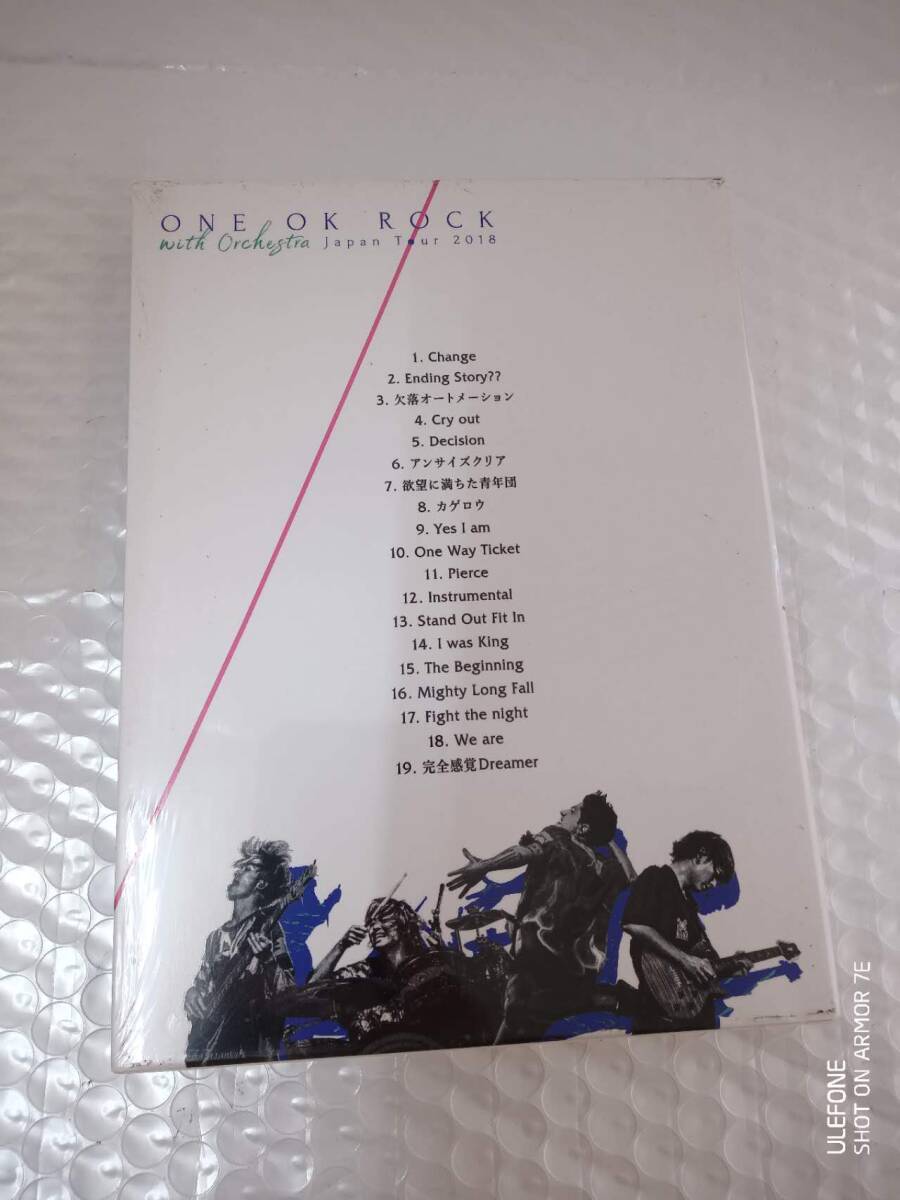 ONE OK ROCK
with Orchestra Japan Tour 2018
1. Change
2. Ending Story??
3. 欠落オートメーション
4. Cry out
5. Decision
6. アンサイズクリア
7. 欲望に満ちた青年団
8. カゲロウ
9. Yes I am
10. One Way Ticket
11. Pierce
12. Instrumental
13. Stand Out Fit In
14. I was King
15. The Beginning
16. Mighty Long Fall
17. Fight the night
18. We are
19. 完全感覚Dreamer
ULEFONE
SHOT ON ARMOR 7E